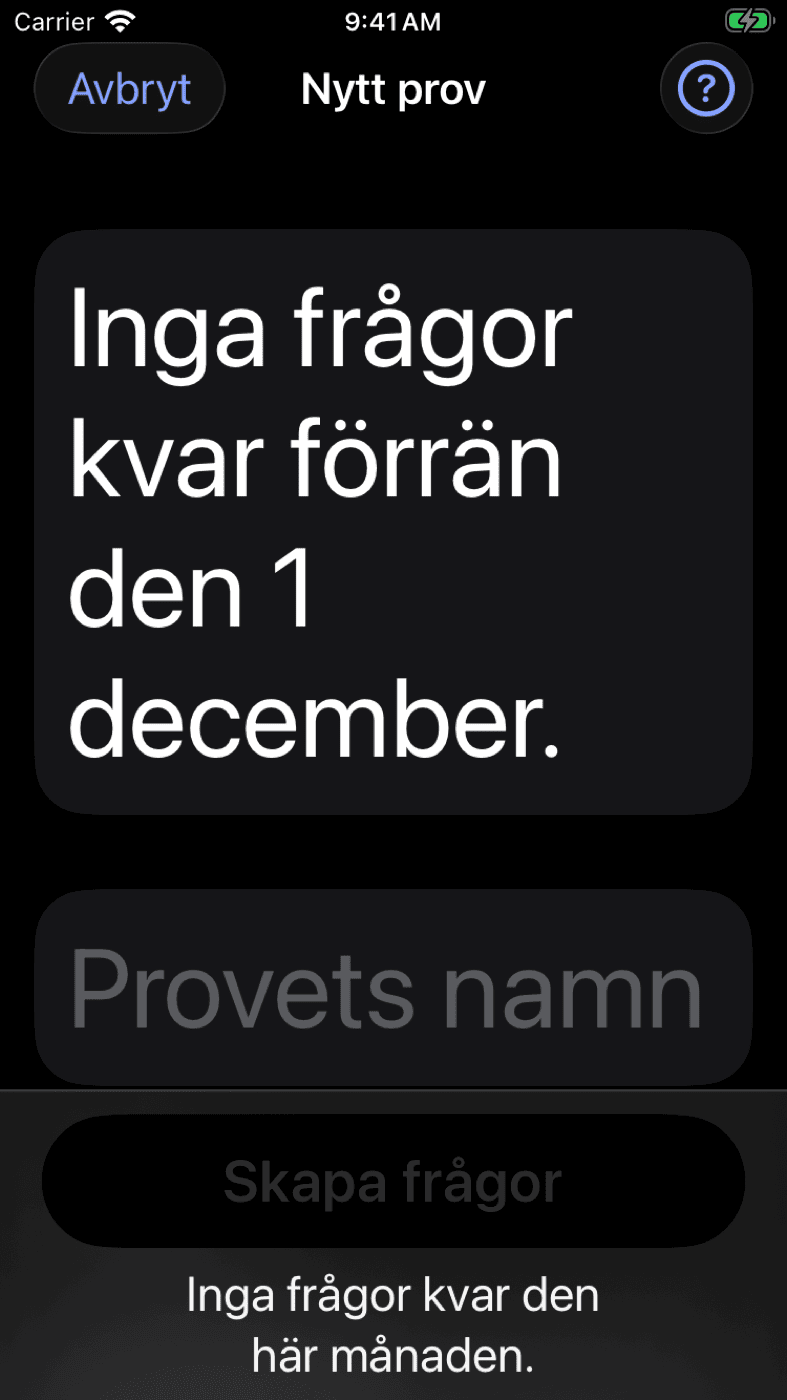 Carrier 9:41 AM
Avbryt Nytt prov ?
Inga frågor
kvar förrän
den 1
december.
Provets namn
Skapa frågor
Inga frågor kvar den
här månaden.